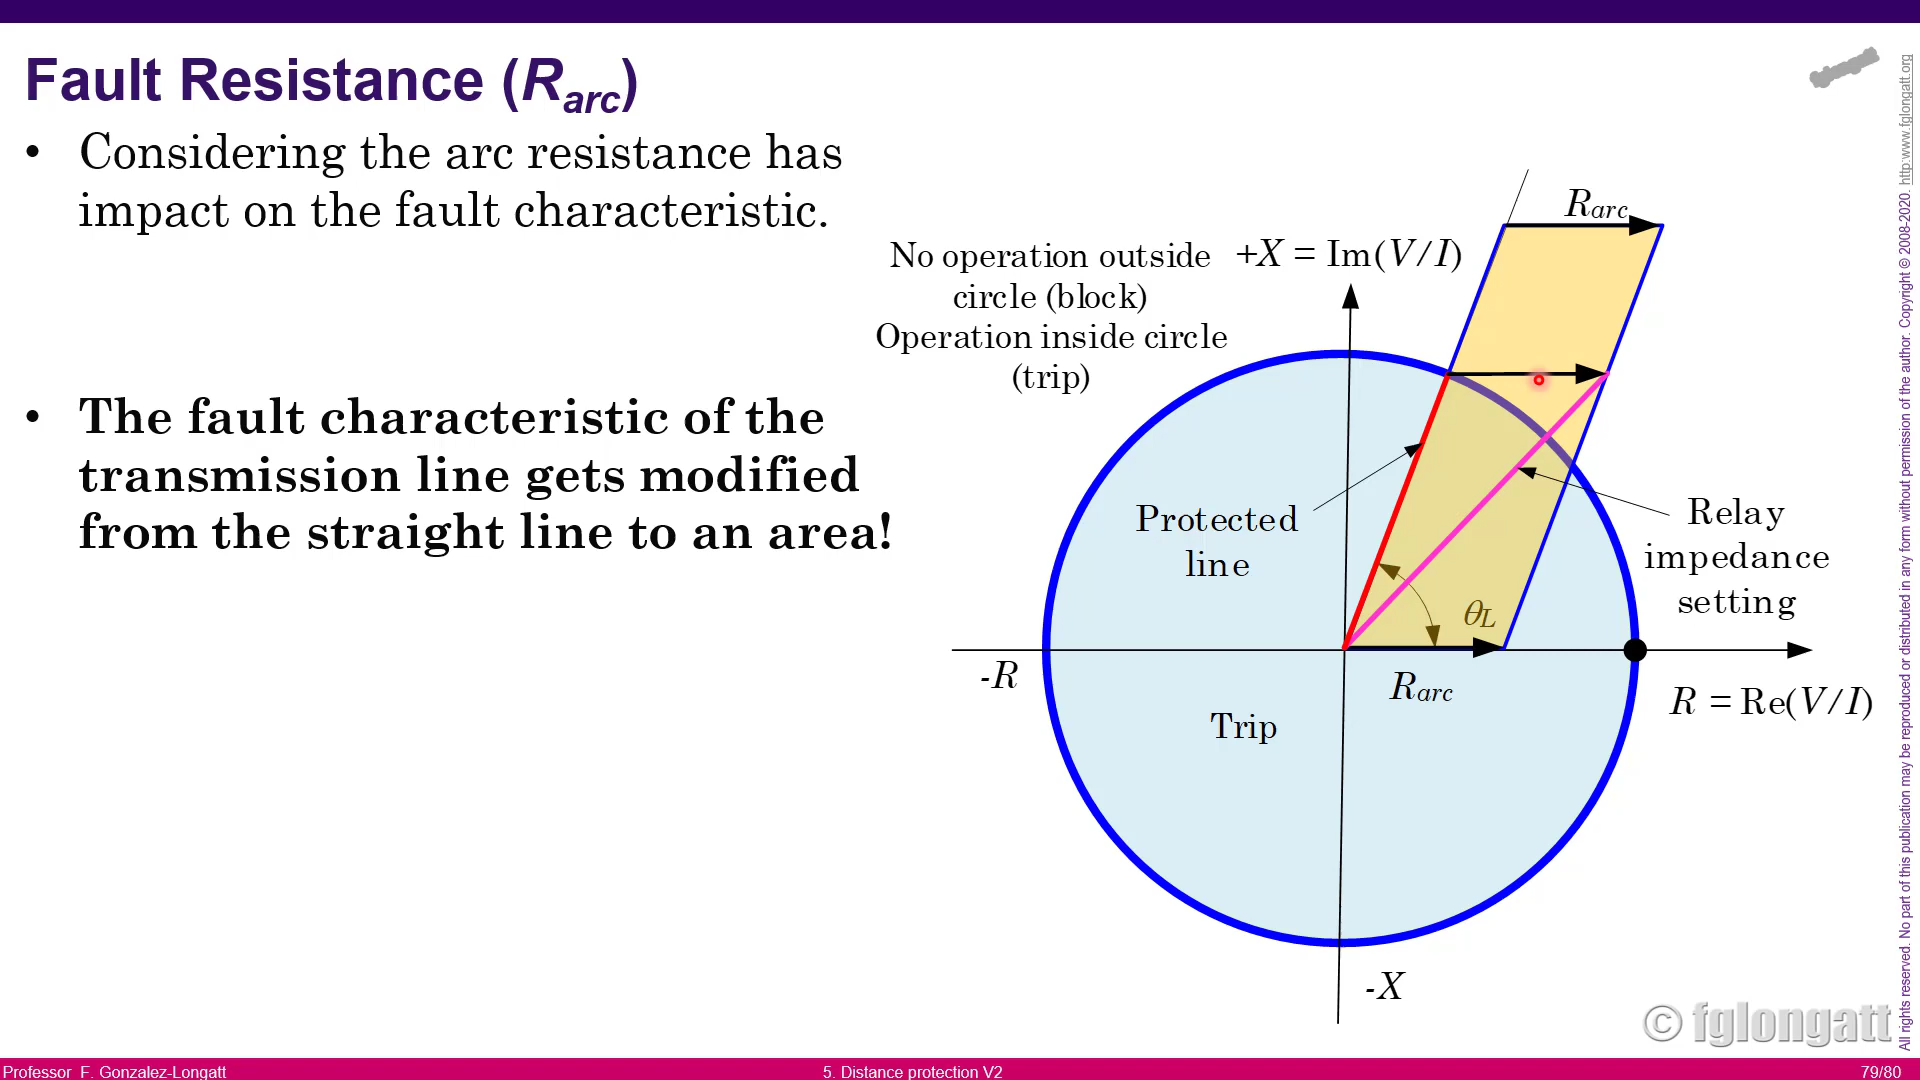 Fault Resistance (Rarc)
• Considering the arc resistance has
impact on the fault characteristic.
• The fault characteristic of the
transmission line gets modified
from the straight line to an area!
Rarc
No operation outside
circle (block)
Operation inside circle
(trip)
+X = Im(V/I)
Protected
line
Relay
impedance
setting
θL
-R
Rarc
R = Re(V/I)
Trip
-X
© fglongatt
All rights reserved. No part of this publication may be reproduced or distributed in any form without permission of the author. Copyright © 2008-2020. http:www.fglongatt.org
Professor F. Gonzalez-Longatt
5. Distance protection V2
79/80